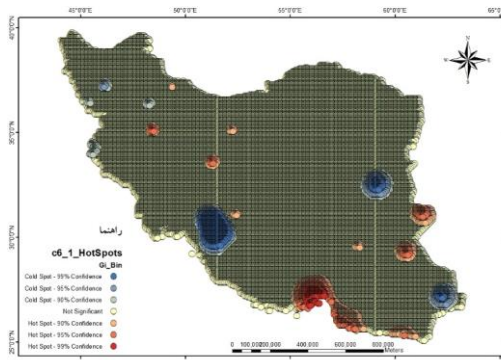 45°0'0"E 50°0'0"E 55°0'0"E 60°0'0"E
40°0'0"N
35°0'0"N
30°0'0"N
25°0'0"N
N
W E
S
راهنما
c6_1_HotSpots
Gi_Bin
Cold Spot - 99% Confidence
Cold Spot - 95% Confidence
Cold Spot - 90% Confidence
Not Significant
Hot Spot - 90% Confidence
Hot Spot - 95% Confidence
Hot Spot - 99% Confidence
0 100,000 200,000 400,000 600,000 800,000
Meters